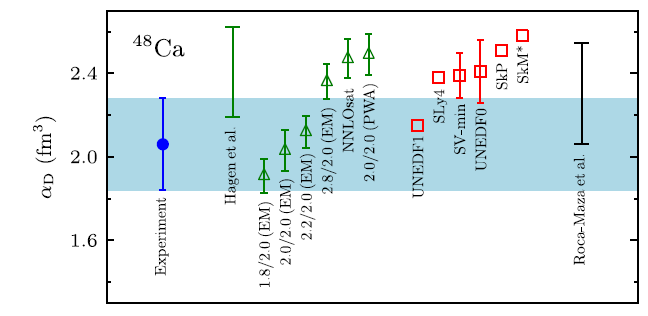 ⁴⁸Ca
2.4
2.0
1.6
α_D (fm³)
Experiment
Hagen et al.
1.8/2.0 (EM)
2.0/2.0 (EM)
2.2/2.0 (EM)
2.8/2.0 (EM)
NNLOsat
2.0/2.0 (PWA)
UNEDF1
SLy4
SV-min
UNEDF0
SkP
SkM*
Roca-Maza et al.